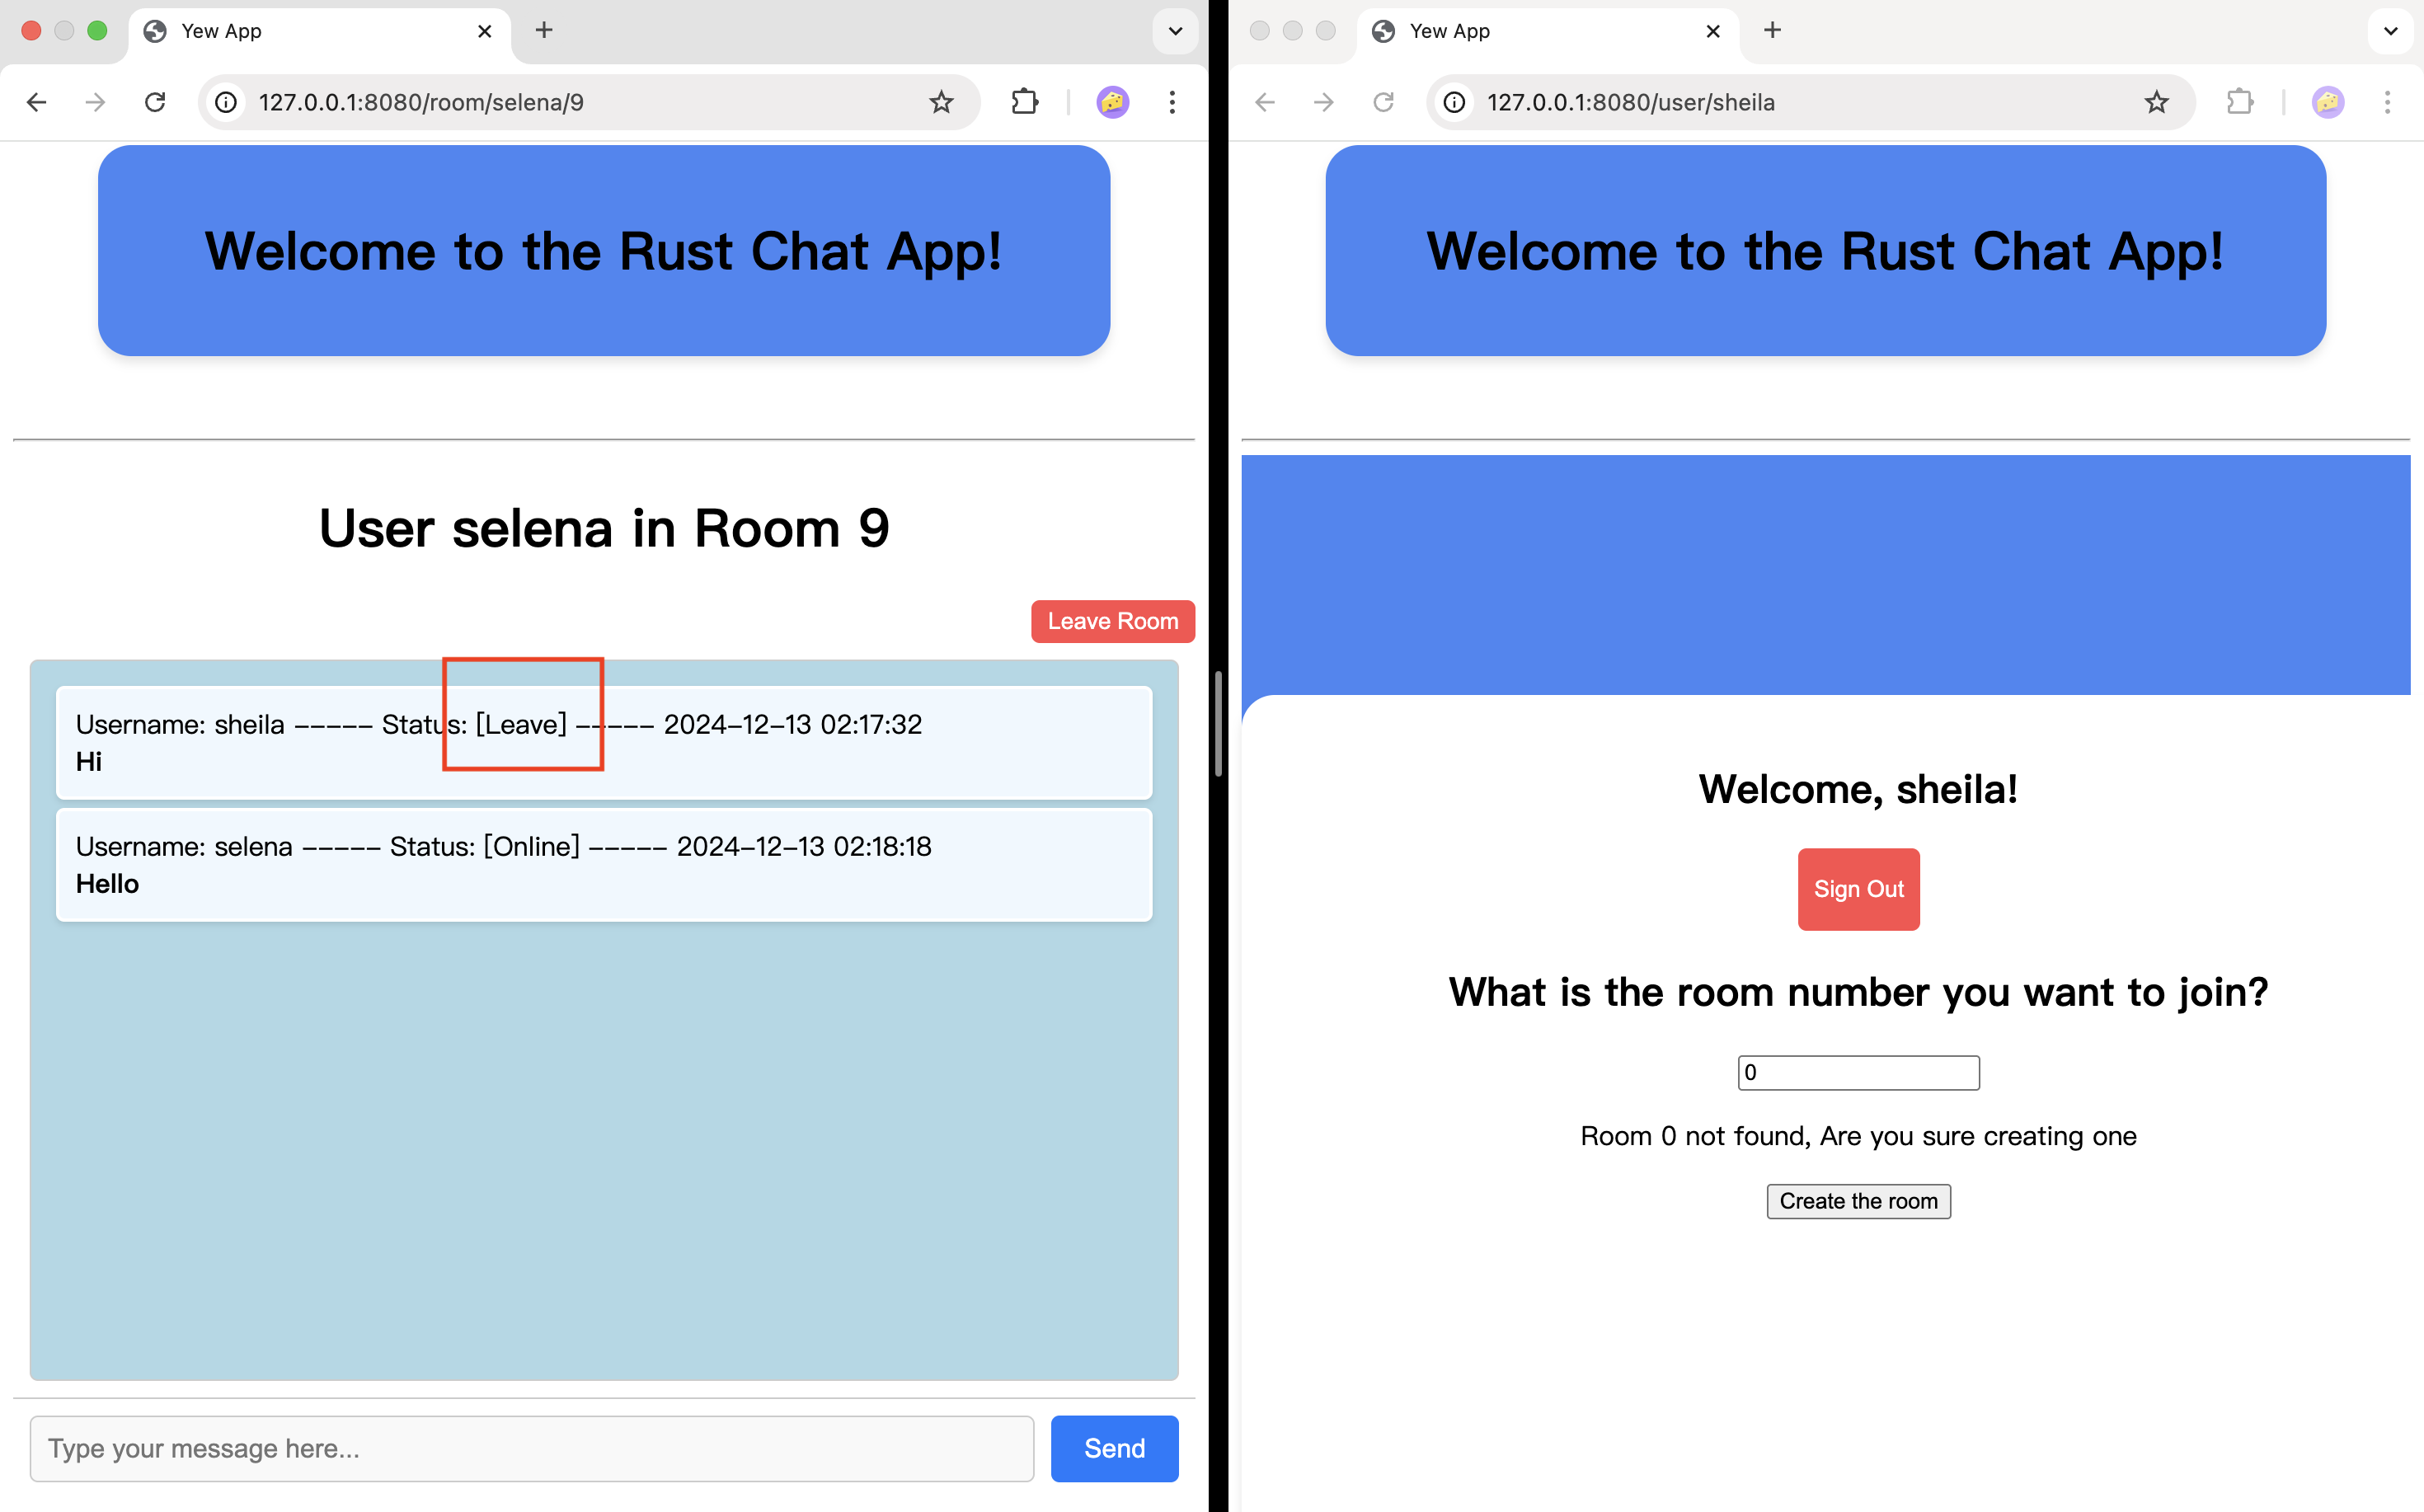 Yew App
127.0.0.1:8080/room/selena/9
Welcome to the Rust Chat App!
User selena in Room 9
Leave Room
Username: sheila ----- Status: [Leave] ----- 2024-12-13 02:17:32
Hi
Username: selena ----- Status: [Online] ----- 2024-12-13 02:18:18
Hello
Type your message here...
Send
Yew App
127.0.0.1:8080/user/sheila
Welcome to the Rust Chat App!
Welcome, sheila!
Sign Out
What is the room number you want to join?
0
Room 0 not found, Are you sure creating one
Create the room